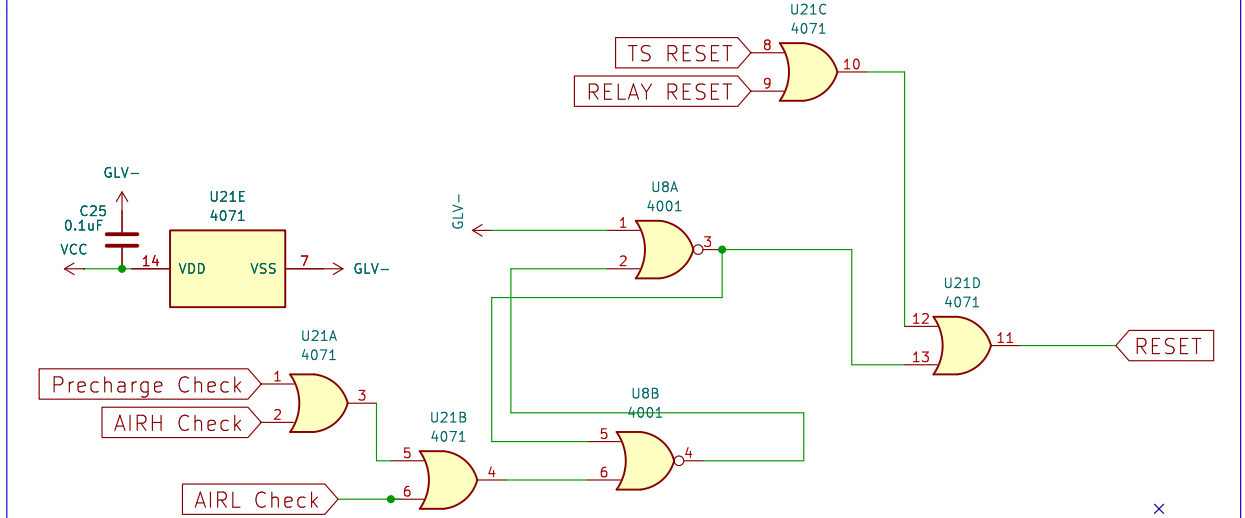 U21C
4071
TS RESET
8
10
RELAY RESET
9
GLV-
C25
0.1uF
VCC
U21E
4071
14
VDD
VSS
7
GLV-
GLV-
U8A
4001
1
2
3
U21D
4071
12
13
11
RESET
U21A
4071
Precharge Check
1
3
AIRH Check
2
U21B
4071
5
6
4
AIRL Check
U8B
4001
5
6
4